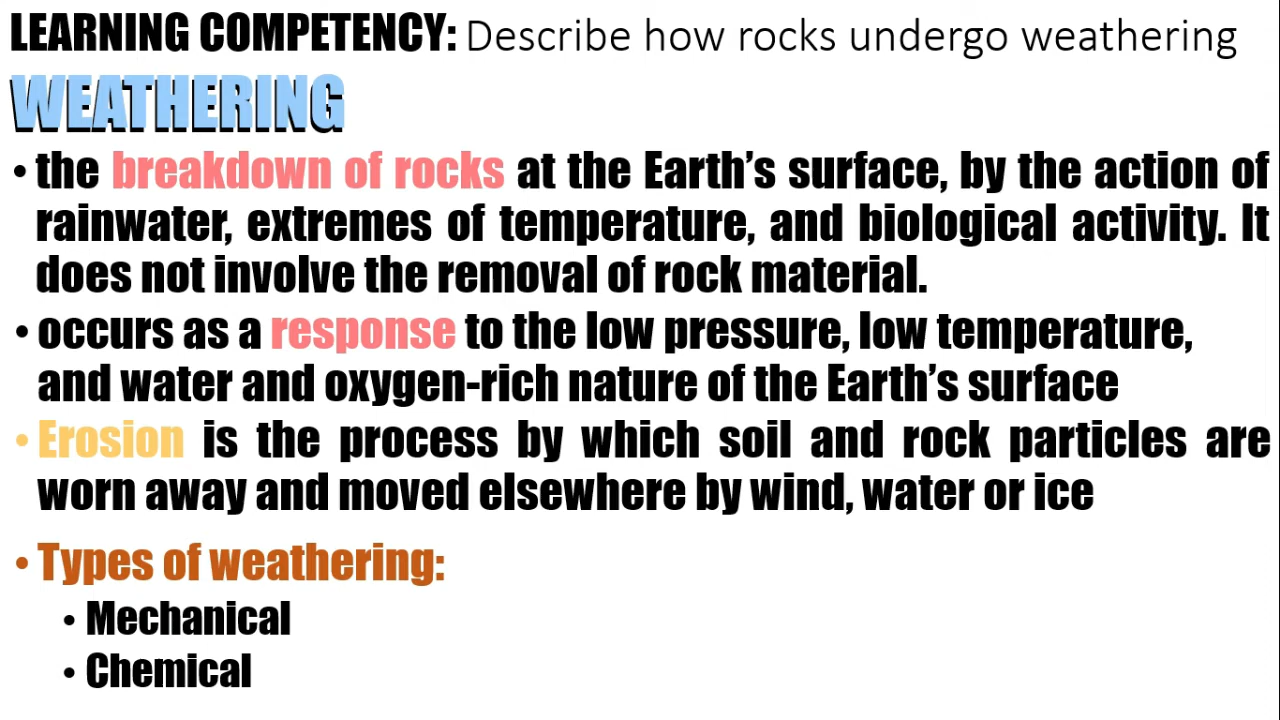 LEARNING COMPETENCY: Describe how rocks undergo weathering
WEATHERING
• the breakdown of rocks at the Earth’s surface, by the action of
rainwater, extremes of temperature, and biological activity. It
does not involve the removal of rock material.
• occurs as a response to the low pressure, low temperature,
and water and oxygen-rich nature of the Earth’s surface
• Erosion is the process by which soil and rock particles are
worn away and moved elsewhere by wind, water or ice
• Types of weathering:
• Mechanical
• Chemical